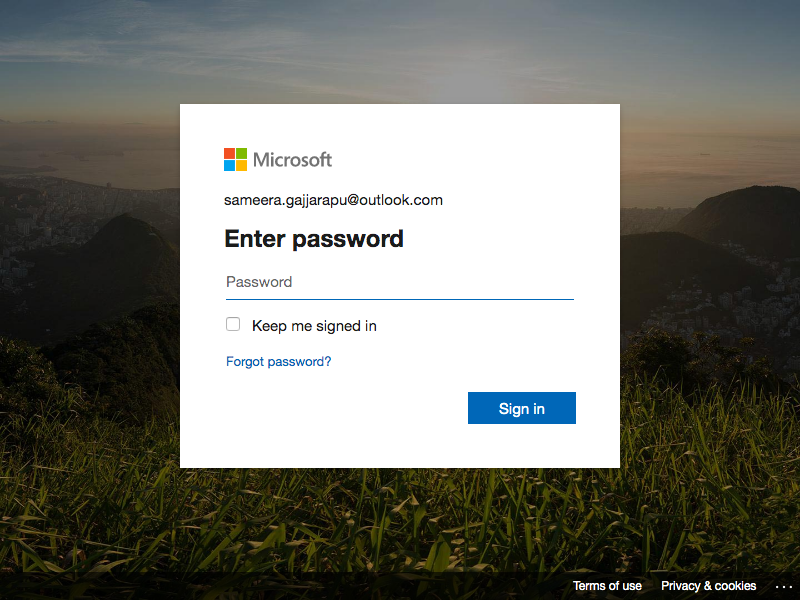 Microsoft
sameera.gajjarapu@outlook.com
Enter password
Password
Keep me signed in
Forgot password?
Sign in
Terms of use Privacy & cookies ...